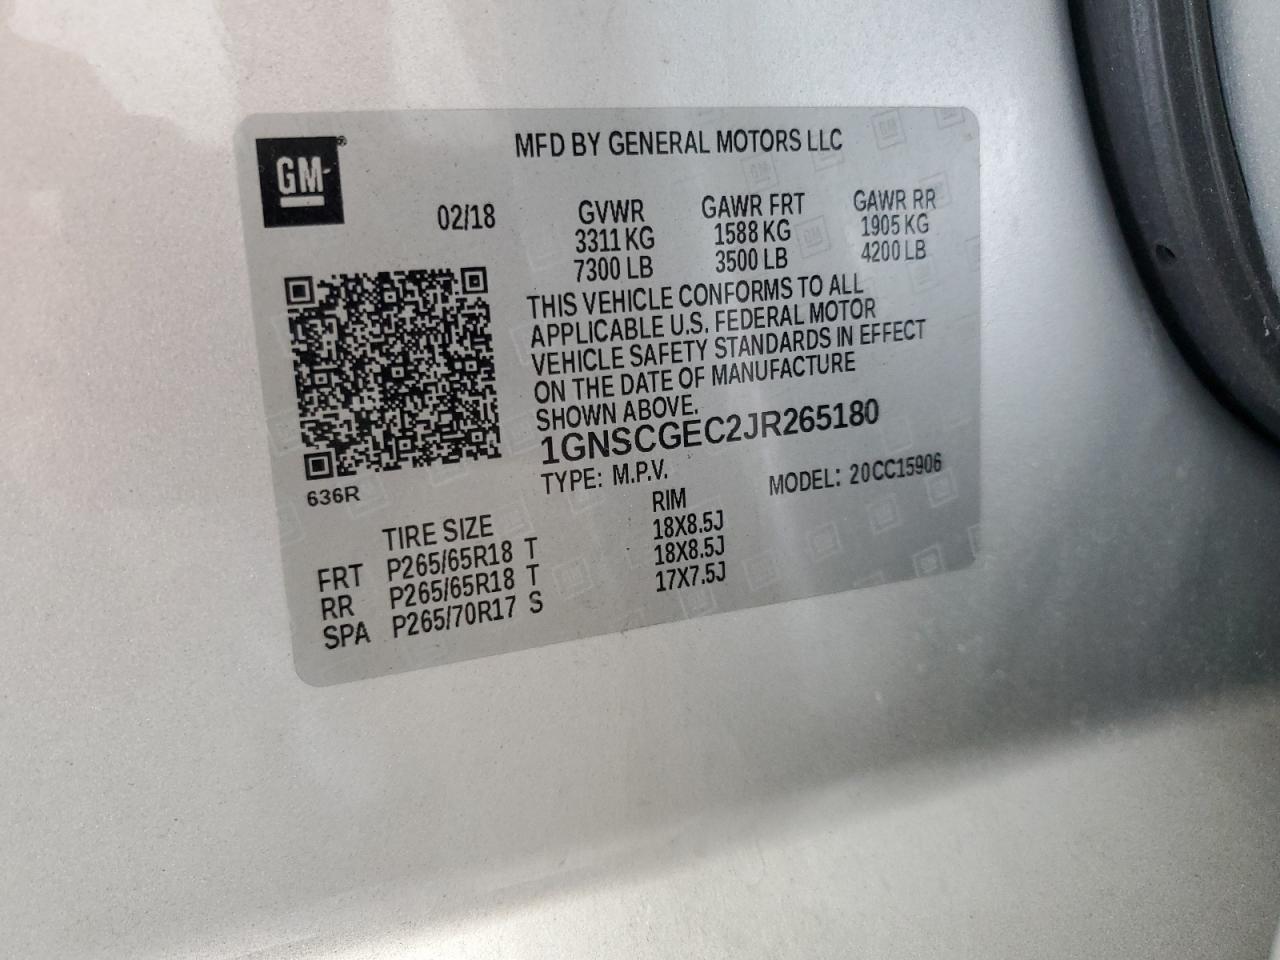 MFD BY GENERAL MOTORS LLC
GM®
02/18
GVWR GAWR FRT GAWR RR
3311 KG 1588 KG 1905 KG
7300 LB 3500 LB 4200 LB
THIS VEHICLE CONFORMS TO ALL
APPLICABLE U.S. FEDERAL MOTOR
VEHICLE SAFETY STANDARDS IN EFFECT
ON THE DATE OF MANUFACTURE
SHOWN ABOVE.
1GNSCGEC2JR265180
TYPE: M.P.V. MODEL: 20CC15906
636R
TIRE SIZE RIM
FRT P265/65R18 T 18X8.5J
RR P265/65R18 T 18X8.5J
SPA P265/70R17 S 17X7.5J